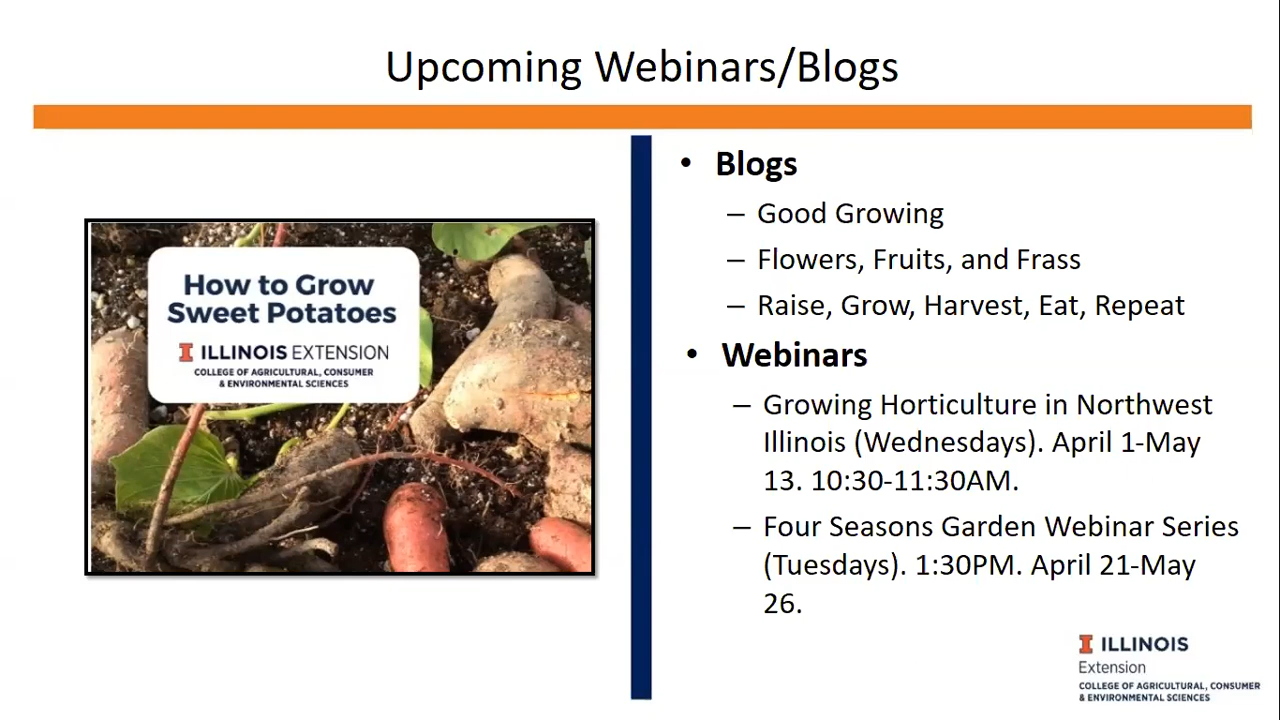 Upcoming Webinars/Blogs
How to Grow
Sweet Potatoes
I ILLINOIS EXTENSION
COLLEGE OF AGRICULTURAL, CONSUMER
& ENVIRONMENTAL SCIENCES
• Blogs
– Good Growing
– Flowers, Fruits, and Frass
– Raise, Grow, Harvest, Eat, Repeat
• Webinars
– Growing Horticulture in Northwest
Illinois (Wednesdays). April 1-May
13. 10:30-11:30AM.
– Four Seasons Garden Webinar Series
(Tuesdays). 1:30PM. April 21-May
26.
I ILLINOIS
Extension
COLLEGE OF AGRICULTURAL, CONSUMER
& ENVIRONMENTAL SCIENCES